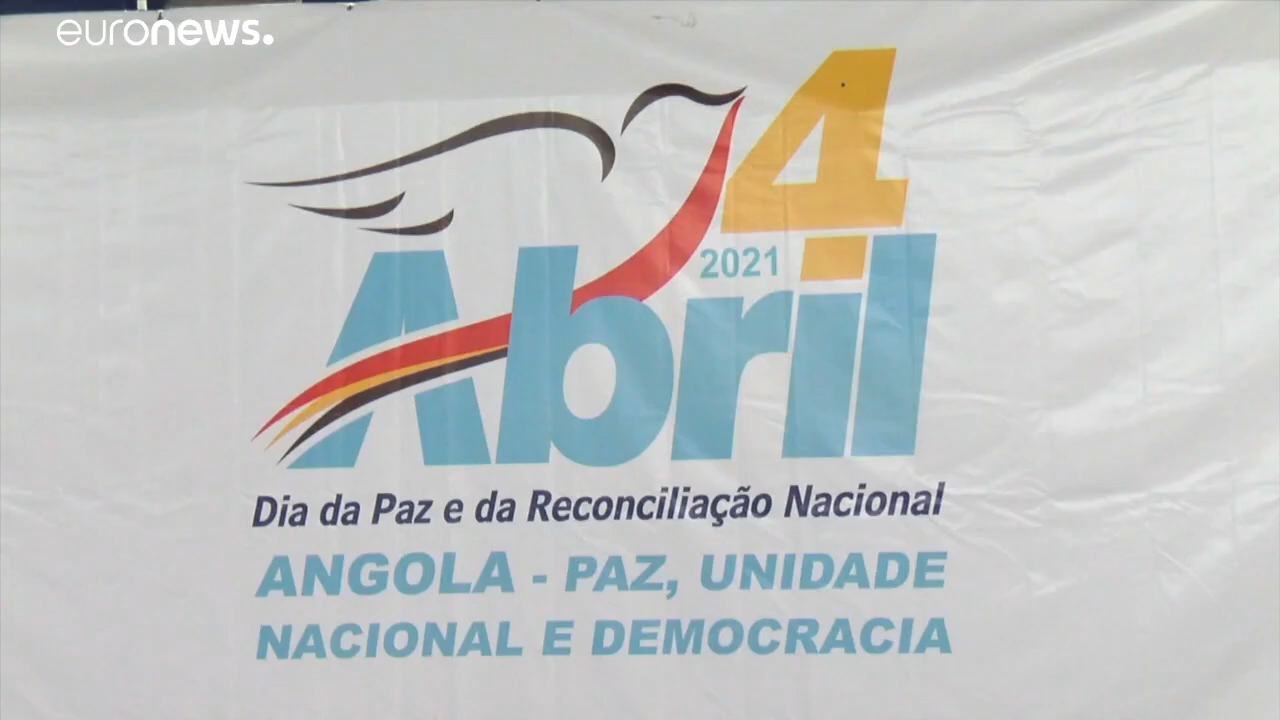 euronews.
4
2021
Abril
Dia da Paz e da Reconciliação Nacional
ANGOLA - PAZ, UNIDADE
NACIONAL E DEMOCRACIA